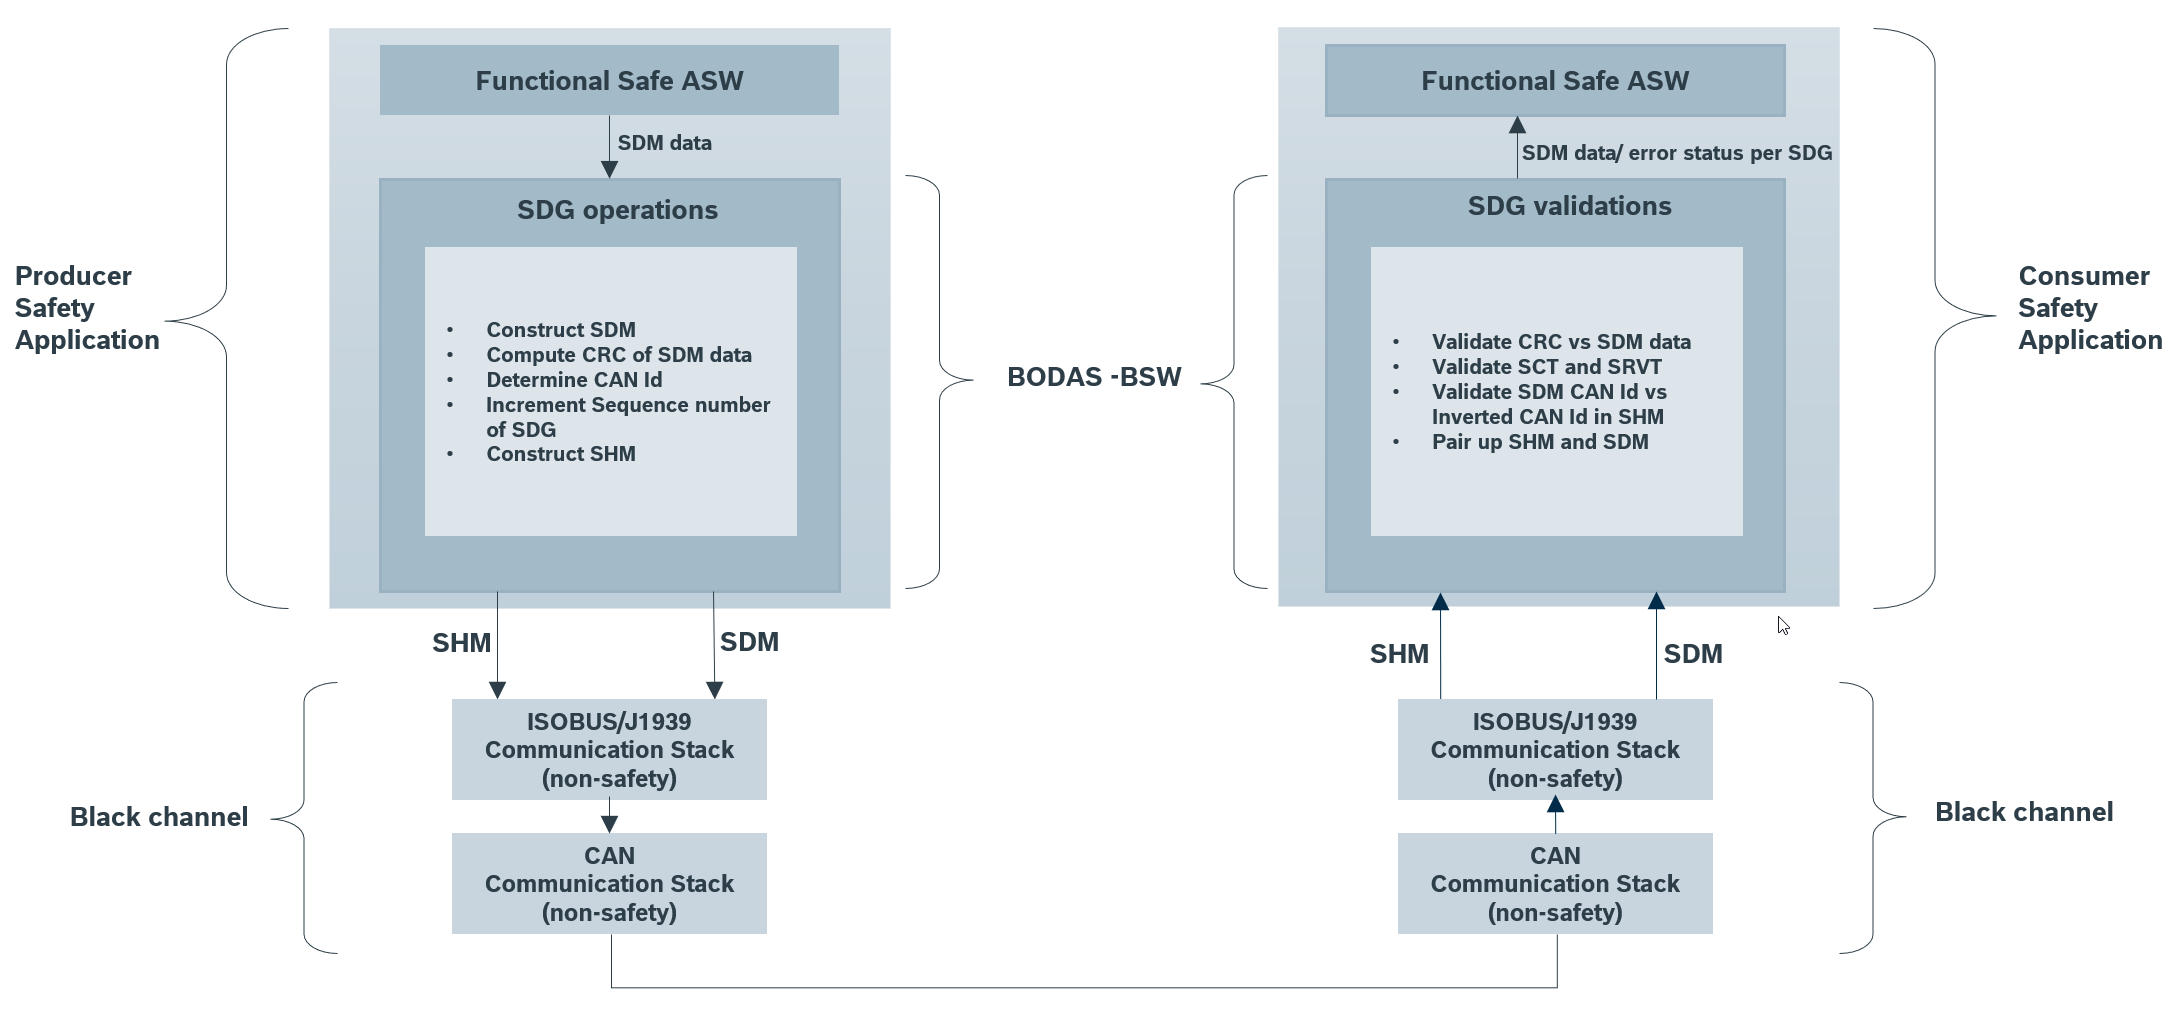 Functional Safe ASW
SDM data
SDG operations
• Construct SDM
• Compute CRC of SDM data
• Determine CAN Id
• Increment Sequence number
of SDG
• Construct SHM
Producer
Safety
Application
SHM
SDM
ISOBUS/J1939
Communication Stack
(non-safety)
CAN
Communication Stack
(non-safety)
Black channel
BODAS -BSW
Functional Safe ASW
SDM data/ error status per SDG
SDG validations
• Validate CRC vs SDM data
• Validate SCT and SRVT
• Validate SDM CAN Id vs
Inverted CAN Id in SHM
• Pair up SHM and SDM
Consumer
Safety
Application
SHM
SDM
ISOBUS/J1939
Communication Stack
(non-safety)
CAN
Communication Stack
(non-safety)
Black channel